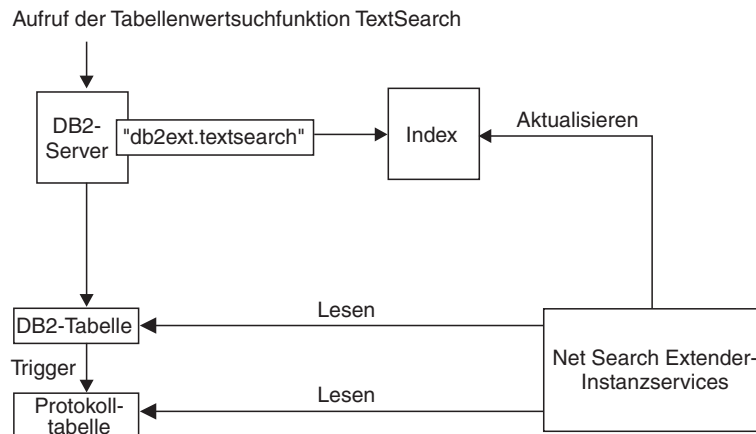 Aufruf der Tabellenwertsuchfunktion TextSearch
DB2-
Server
"db2ext.textsearch"
Index
Aktualisieren
Lesen
DB2-Tabelle
Net Search Extender-
Instanzservices
Trigger
Lesen
Protokoll-
tabelle